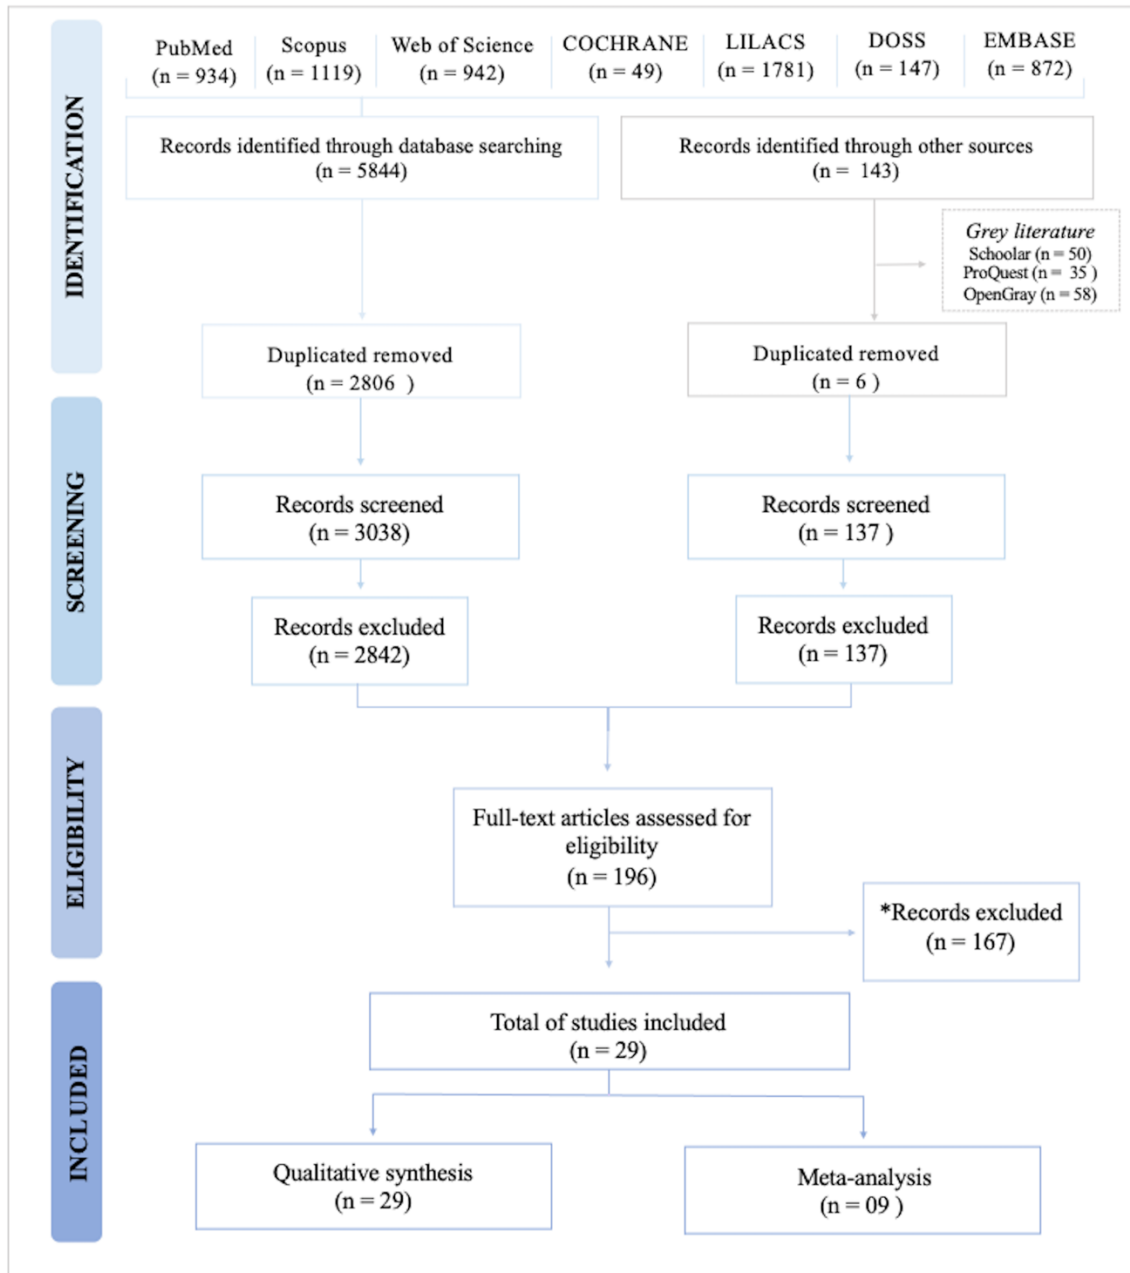 PubMed
(n = 934)
Scopus
(n = 1119)
Web of Science
(n = 942)
COCHRANE
(n = 49)
LILACS
(n = 1781)
DOSS
(n = 147)
EMBASE
(n = 872)
IDENTIFICATION
Records identified through database searching
(n = 5844)
Records identified through other sources
(n = 143)
Grey literature
Schoolar (n = 50)
ProQuest (n = 35 )
OpenGray (n = 58)
Duplicated removed
(n = 2806 )
Duplicated removed
(n = 6 )
SCREENING
Records screened
(n = 3038)
Records screened
(n = 137 )
Records excluded
(n = 2842)
Records excluded
(n = 137)
ELIGIBILITY
Full-text articles assessed for
eligibility
(n = 196)
*Records excluded
(n = 167)
INCLUDED
Total of studies included
(n = 29)
Qualitative synthesis
(n = 29)
Meta-analysis
(n = 09 )